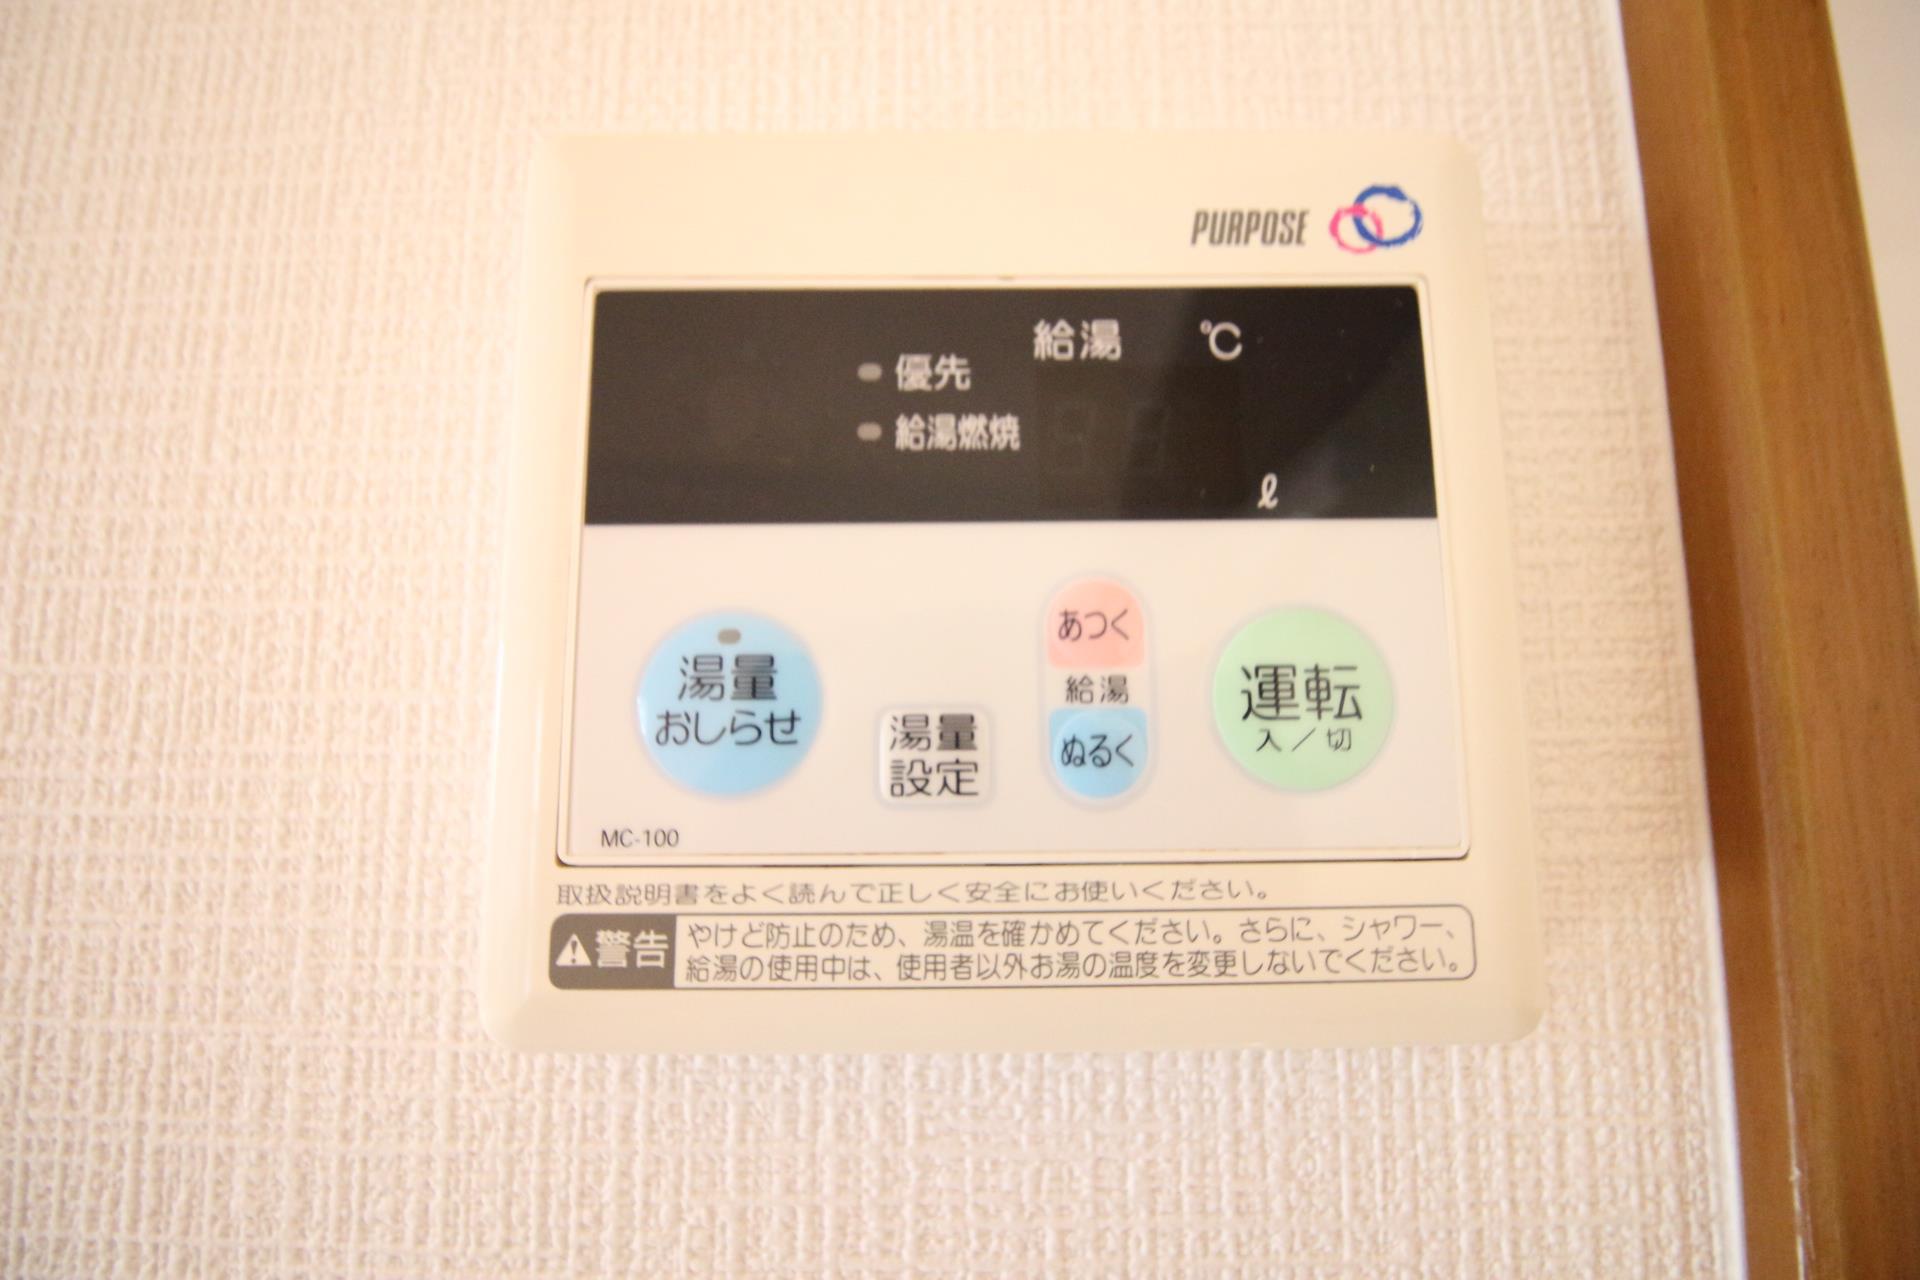 PURPOSE
給湯 ℃
優先
給湯燃焼
ℓ
湯量
おしらせ
湯量
設定
あつく
給湯
ぬるく
運転
入／切
MC-100
取扱説明書をよく読んで正しく安全にお使いください。
警告
やけど防止のため、湯温を確かめてください。さらに、シャワー、
給湯の使用中は、使用者以外お湯の温度を変更しないでください。